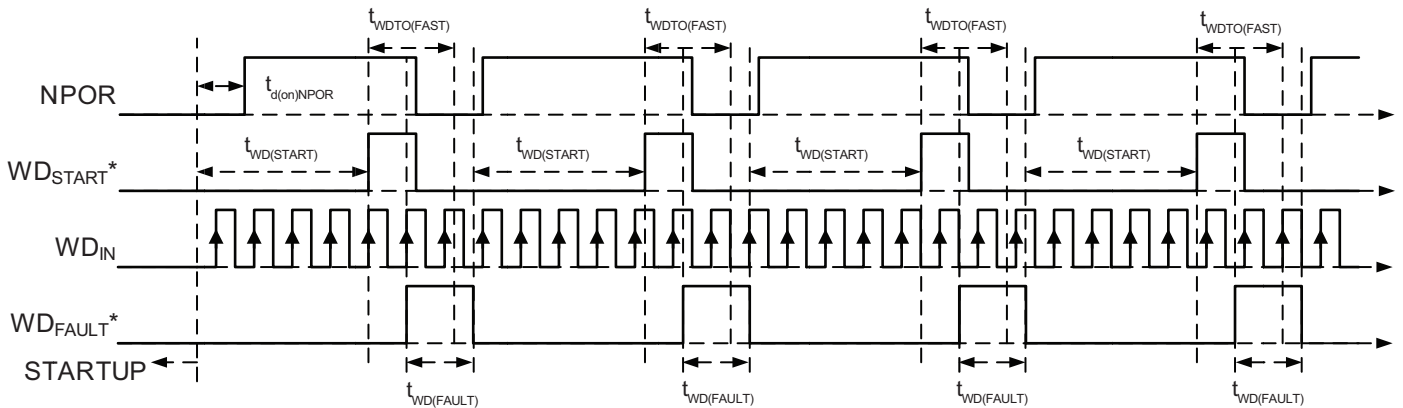 tWDTO(FAST) tWDTO(FAST) tWDTO(FAST) tWDTO(FAST)
NPOR
td(on)NPOR
tWD(START) tWD(START) tWD(START) tWD(START)
WDSTART*
WDIN
WDFAULT*
STARTUP
tWD(FAULT) tWD(FAULT) tWD(FAULT) tWD(FAULT)